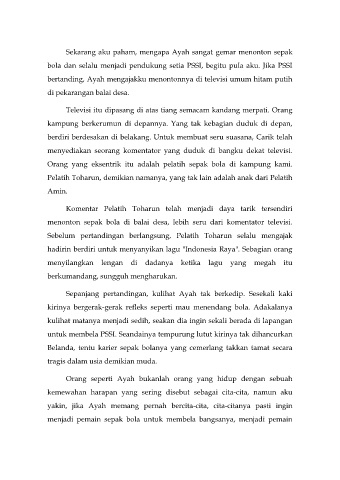 Sekarang aku paham, mengapa Ayah sangat gemar menonton sepak
bola dan selalu menjadi pendukung setia PSSI, begitu pula aku. Jika PSSI
bertanding, Ayah mengajakku menontonnya di televisi umum hitam putih
di pekarangan balai desa.
Televisi itu dipasang di atas tiang semacam kandang merpati. Orang
kampung berkerumun di depannya. Yang tak kebagian duduk di depan,
berdiri berdesakan di belakang. Untuk membuat seru suasana, Carik telah
menyediakan seorang komentator yang duduk di bangku dekat televisi.
Orang yang eksentrik itu adalah pelatih sepak bola di kampung kami.
Pelatih Toharun, demikian namanya, yang tak lain adalah anak dari Pelatih
Amin.
Komentar Pelatih Toharun telah menjadi daya tarik tersendiri
menonton sepak bola di balai desa, lebih seru dari komentator televisi.
Sebelum pertandingan berlangsung. Pelatih Toharun selalu mengajak
hadirin berdiri untuk menyanyikan lagu "Indonesia Raya". Sebagian orang
menyilangkan lengan di dadanya ketika lagu yang megah itu
berkumandang, sungguh mengharukan.
Sepanjang pertandingan, kulihat Ayah tak berkedip. Sesekali kaki
kirinya bergerak-gerak refleks seperti mau menendang bola. Adakalanya
kulihat matanya menjadi sedih, seakan dia ingin sekali berada di lapangan
untuk membela PSSI. Seandainya tempurung lutut kirinya tak dihancurkan
Belanda, tentu karier sepak bolanya yang cemerlang takkan tamat secara
tragis dalam usia demikian muda.
Orang seperti Ayah bukanlah orang yang hidup dengan sebuah
kemewahan harapan yang sering disebut sebagai cita-cita, namun aku
yakin, jika Ayah memang pernah bercita-cita, cita-citanya pasti ingin
menjadi pemain sepak bola untuk membela bangsanya, menjadi pemain